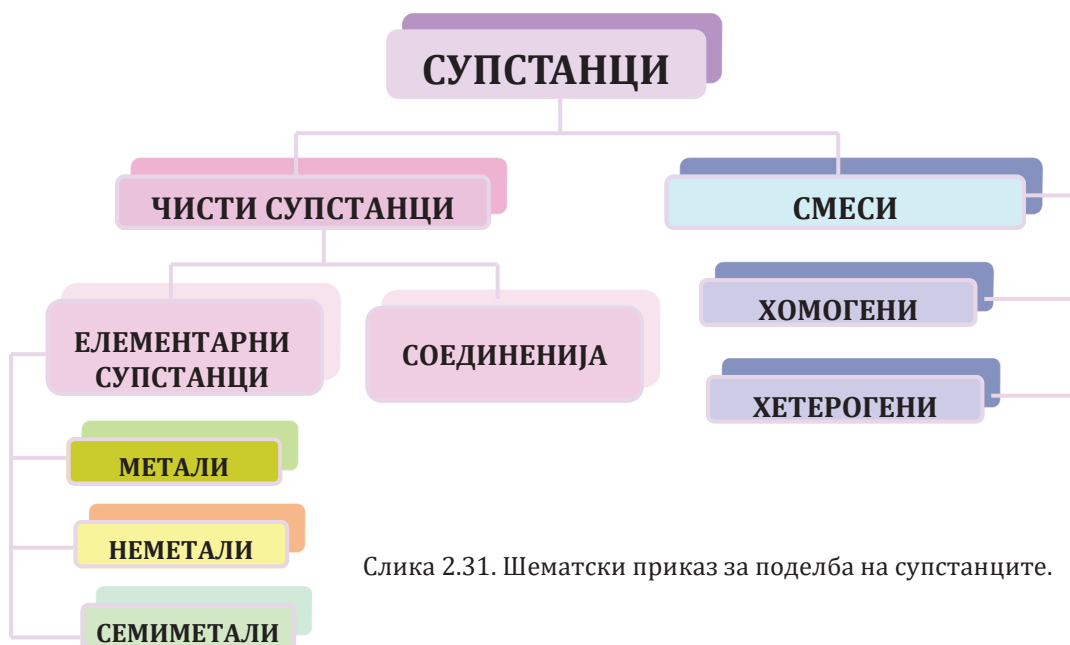 СУПСТАНЦИ
ЧИСТИ СУПСТАНЦИ
СМЕСИ
ЕЛЕМЕНТАРНИ
СУПСТАНЦИ
СОЕДИНЕНИЈА
ХОМОГЕНИ
ХЕТЕРОГЕНИ
МЕТАЛИ
НЕМЕТАЛИ
СЕМИМЕТАЛИ
Слика 2.31. Шематски приказ за поделба на супстанците.